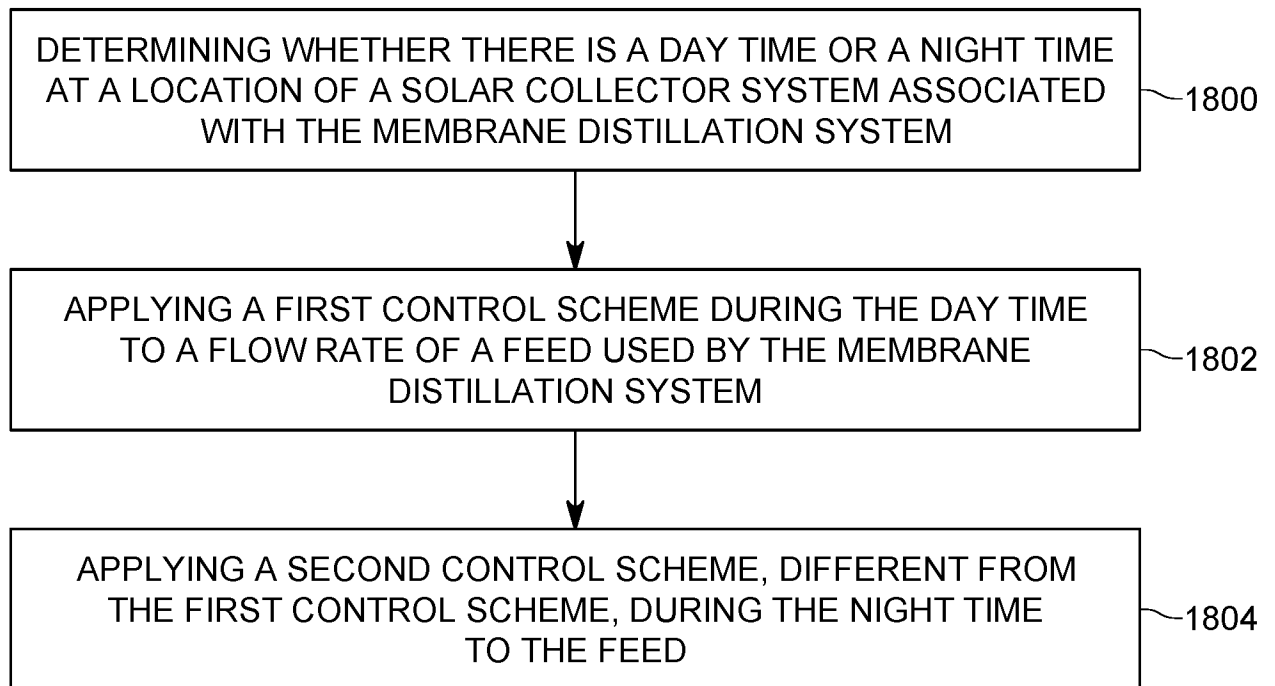 DETERMINING WHETHER THERE IS A DAY TIME OR A NIGHT TIME
AT A LOCATION OF A SOLAR COLLECTOR SYSTEM ASSOCIATED
WITH THE MEMBRANE DISTILLATION SYSTEM
1800
APPLYING A FIRST CONTROL SCHEME DURING THE DAY TIME
TO A FLOW RATE OF A FEED USED BY THE MEMBRANE
DISTILLATION SYSTEM
1802
APPLYING A SECOND CONTROL SCHEME, DIFFERENT FROM
THE FIRST CONTROL SCHEME, DURING THE NIGHT TIME
TO THE FEED
1804